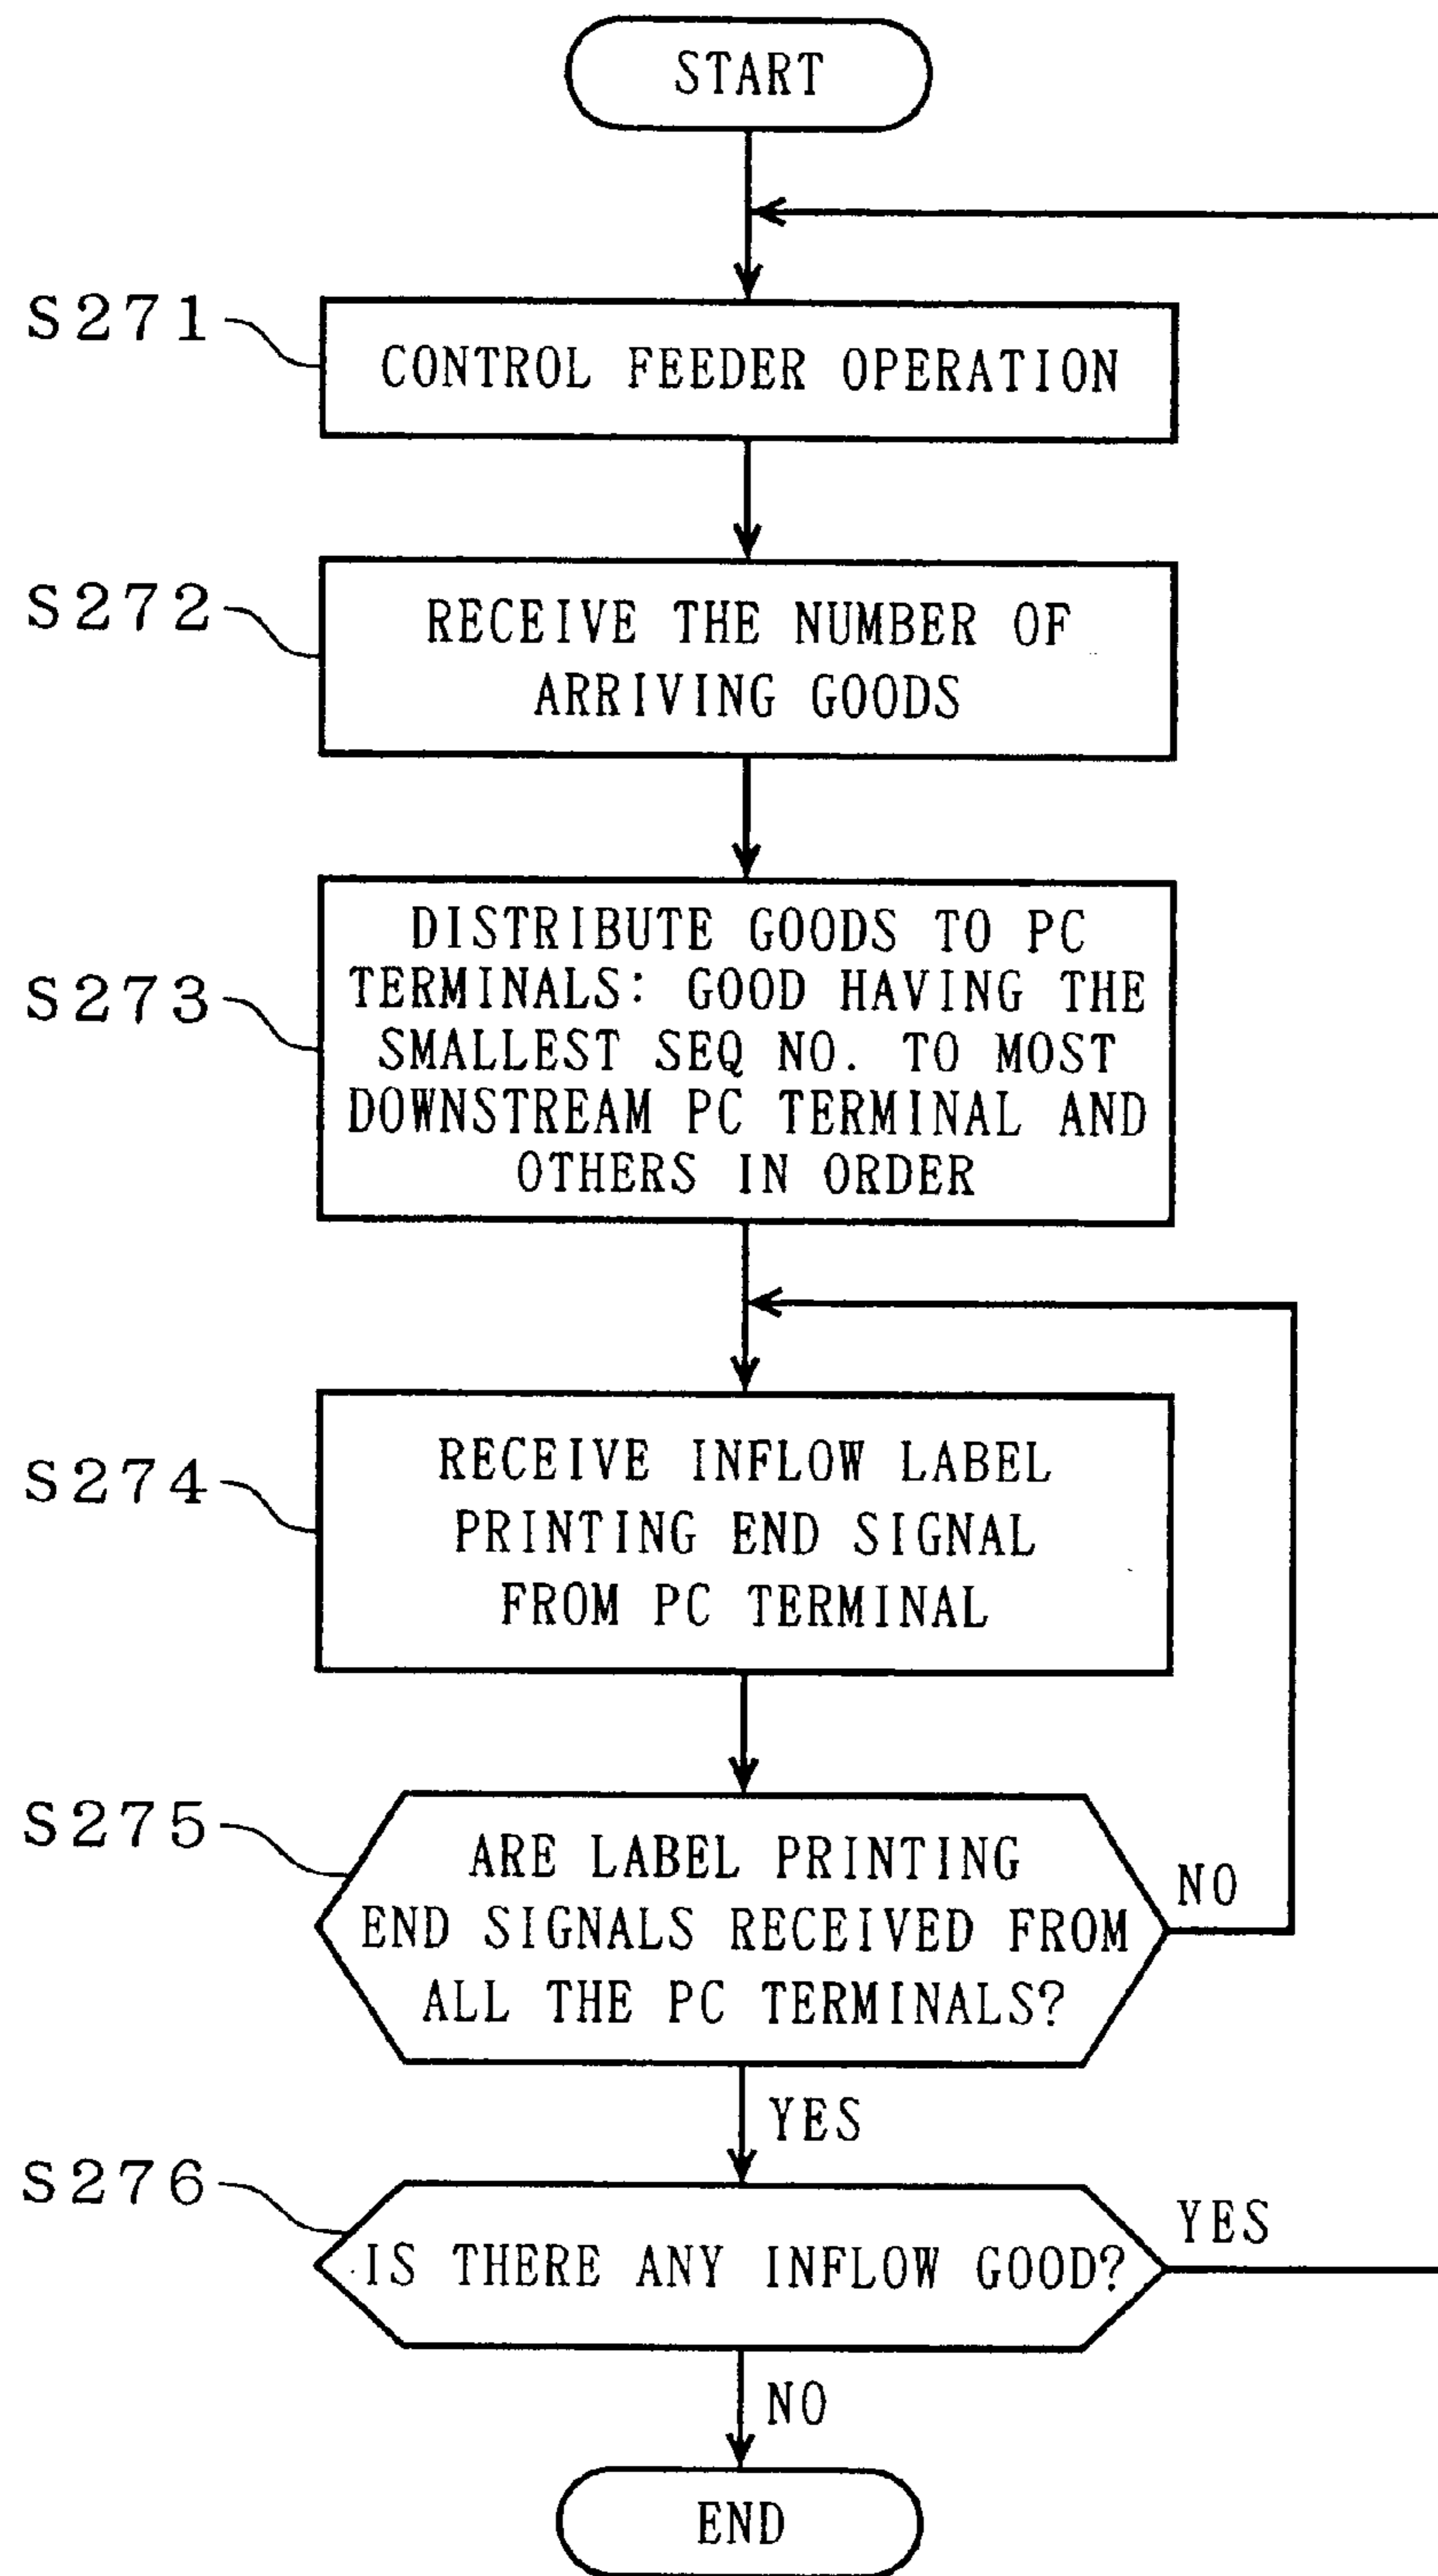 START
S271
CONTROL FEEDER OPERATION
S272
RECEIVE THE NUMBER OF
ARRIVING GOODS
S273
DISTRIBUTE GOODS TO PC
TERMINALS: GOOD HAVING THE
SMALLEST SEQ NO. TO MOST
DOWNSTREAM PC TERMINAL AND
OTHERS IN ORDER
S274
RECEIVE INFLOW LABEL
PRINTING END SIGNAL
FROM PC TERMINAL
S275
ARE LABEL PRINTING
END SIGNALS RECEIVED FROM
ALL THE PC TERMINALS?
NO
YES
S276
IS THERE ANY INFLOW GOOD?
YES
NO
END